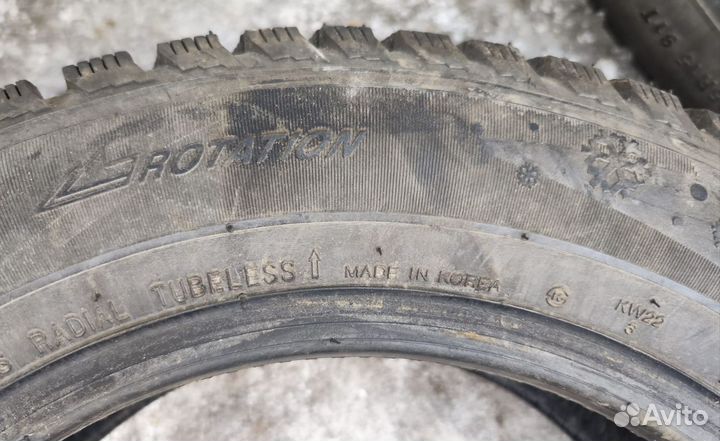 ROTATION
RADIAL TUBELESS MADE IN KOREA
KW22
Avito